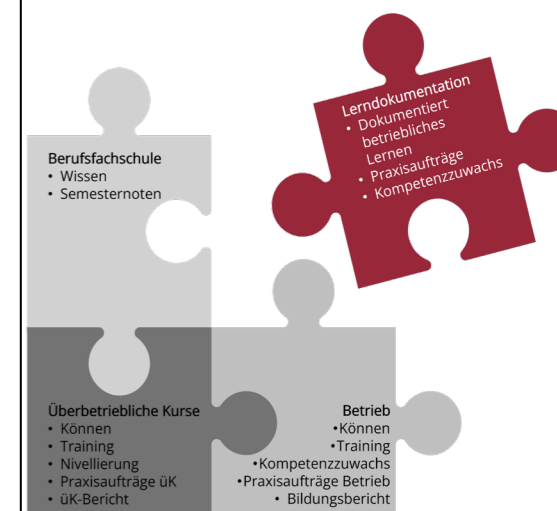 Lerndokumentation
• Dokumentiert
betriebliches
Lernen
• Praxisaufträge
• Kompetenzzuwachs
Berufsfachschule
• Wissen
• Semesternoten
Überbetriebliche Kurse
• Können
• Training
• Nivellierung
• Praxisaufträge üK
• üK-Bericht
Betrieb
•Können
•Training
•Kompetenzzuwachs
•Praxisaufträge Betrieb
• Bildungsbericht